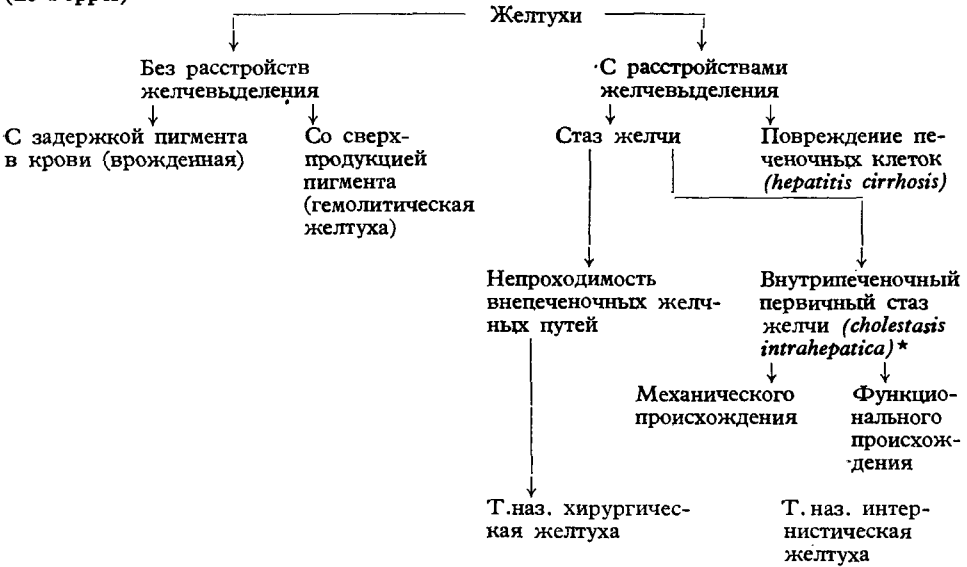 Желтухи
Без расстройств
желчевыделения
С расстройствами
желчевыделения
С задержкой пигмента
в крови (врожденная)
Со сверх-
продукцией
пигмента
(гемолитическая
желтуха)
Стаз желчи
Повреждение пе-
ченочных клеток
(hepatitis cirrhosis)
Непроходимость
внепеченочных желч-
ных путей
Внутрипеченочный
первичный стаз
желчи (cholestasis
intrahepatica)*
Механического
происхождения
Функцио-
нального
происхож-
дения
Т.наз. хирургичес-
кая желтуха
Т. наз. интер-
нистическая
желтуха